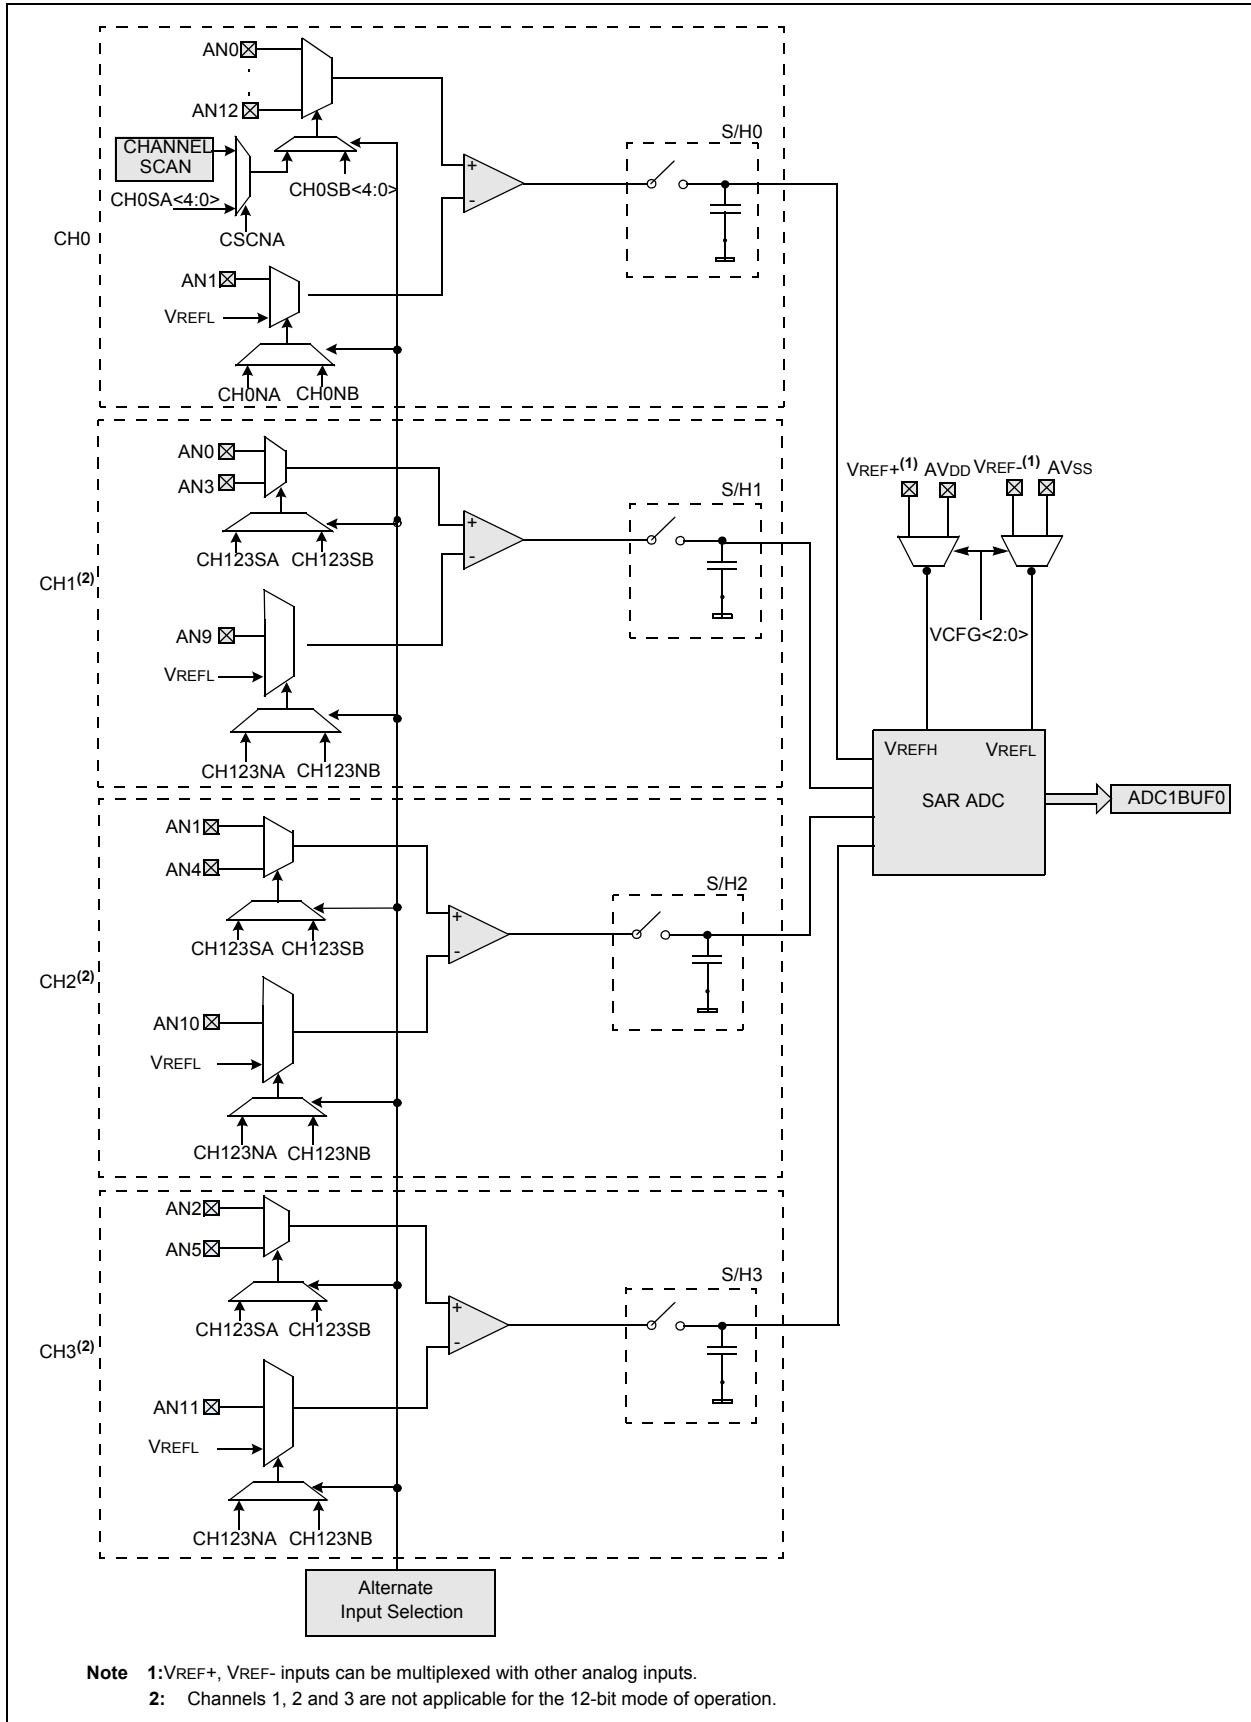 AN0
AN12
CHANNEL
SCAN
CH0SA<4:0>
CH0SB<4:0>
CSCNA
CH0
AN1
VREFL
CH0NA CH0NB
+
-
S/H0
AN0
AN3
CH123SA CH123SB
CH1(2)
AN9
VREFL
CH123NA CH123NB
+
-
S/H1
VREF+(1) AVDD VREF-(1) AVSS
VCFG<2:0>
VREFH VREFL
SAR ADC
ADC1BUF0
AN1
AN4
CH123SA CH123SB
CH2(2)
AN10
VREFL
CH123NA CH123NB
+
-
S/H2
AN2
AN5
CH123SA CH123SB
CH3(2)
AN11
VREFL
CH123NA CH123NB
+
-
S/H3
Alternate
Input Selection
Note 1:VREF+, VREF- inputs can be multiplexed with other analog inputs.
2: Channels 1, 2 and 3 are not applicable for the 12-bit mode of operation.